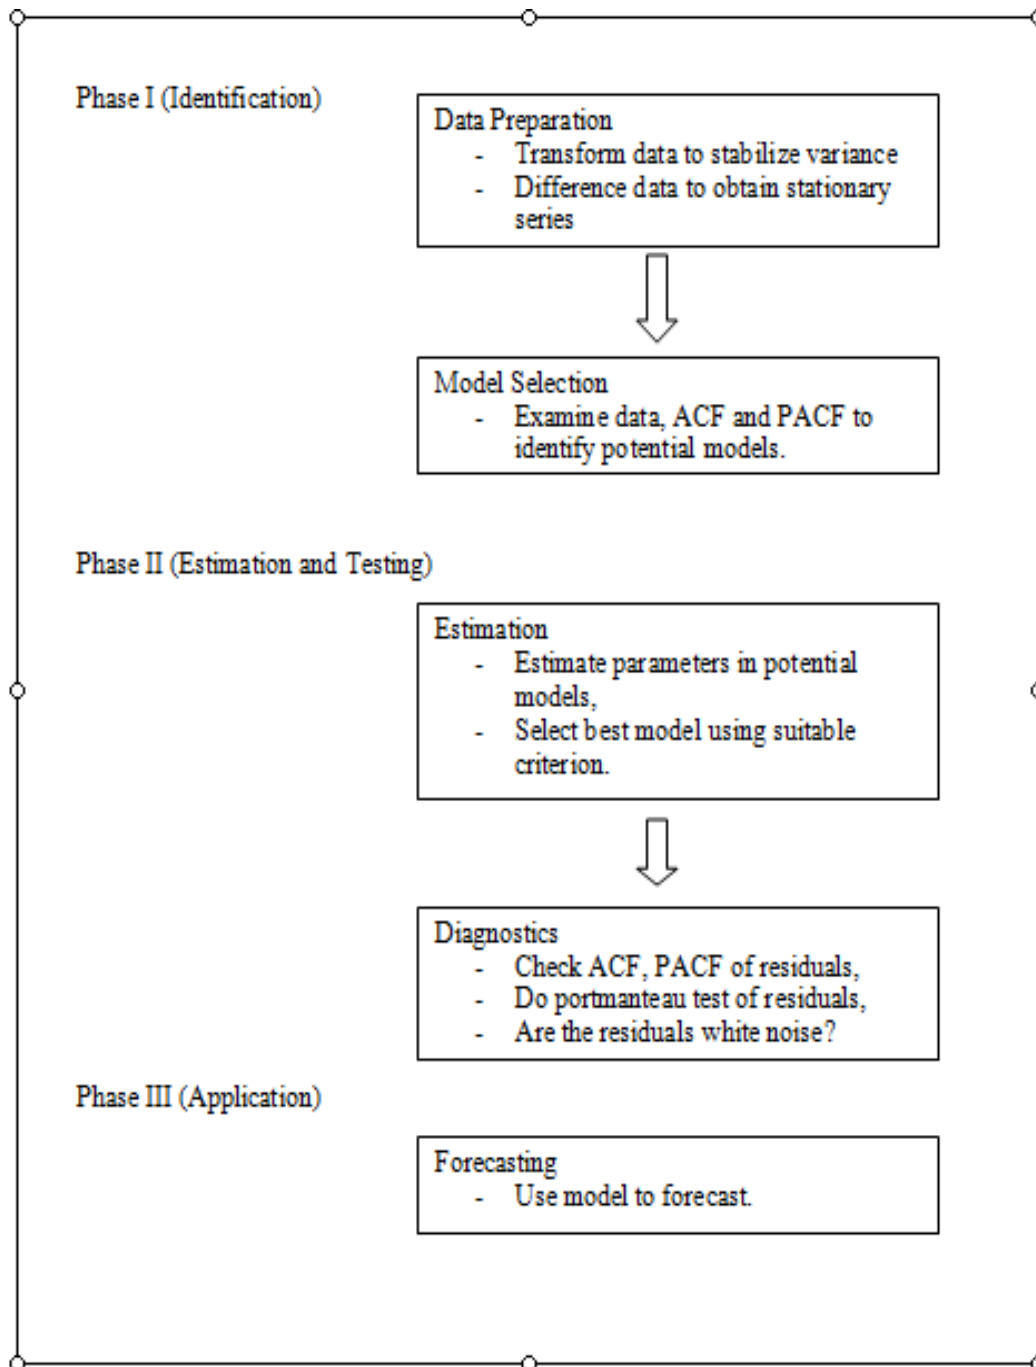 Phase I (Identification)
Data Preparation
- Transform data to stabilize variance
- Difference data to obtain stationary
series
Model Selection
- Examine data, ACF and PACF to
identify potential models.
Phase II (Estimation and Testing)
Estimation
- Estimate parameters in potential
models,
- Select best model using suitable
criterion.
Diagnostics
- Check ACF, PACF of residuals,
- Do portmanteau test of residuals,
- Are the residuals white noise?
Phase III (Application)
Forecasting
- Use model to forecast.